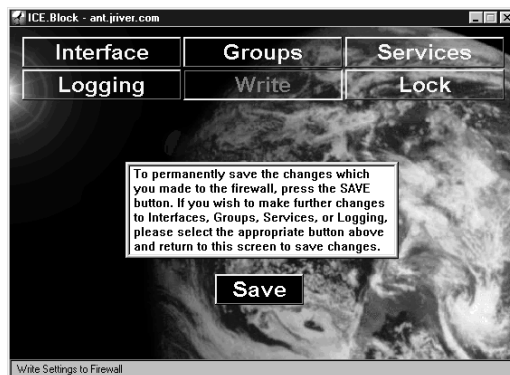 ICE.Block - ant.jriver.com
Interface Groups Services
Logging Write Lock
To permanently save the changes which
you made to the firewall, press the SAVE
button. If you wish to make further changes
to Interfaces, Groups, Services, or Logging,
please select the appropriate button above
and return to this screen to save changes.
Save
Write Settings to Firewall